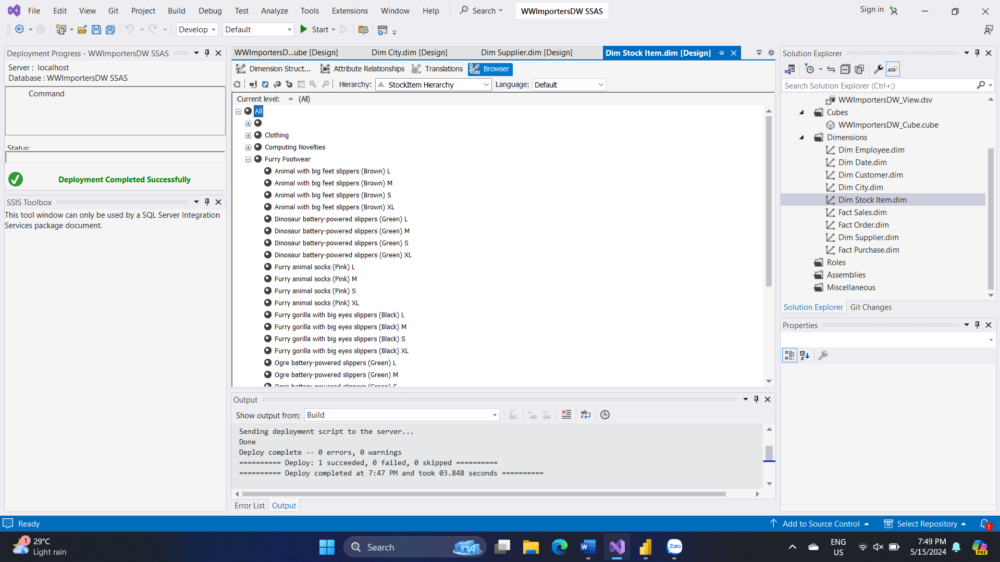 File Edit View Git Project Build Debug Test Analyze Tools Extensions Window Help Search WWImportersDW SSAS Sign in
Develop Default Start
Deployment Progress - WWImportersDW SSAS
Server : localhost
Database : WWImportersDW SSAS
Command
Status:
Deployment Completed Successfully
SSIS Toolbox
This tool window can only be used by a SQL Server Integration
Services package document.
WWImportersD...ube [Design] Dim City.dim [Design] Dim Supplier.dim [Design] Dim Stock Item.dim [Design]
Dimension Struct... Attribute Relationships Translations Browser
Hierarchy: StockItem Hierarchy Language: Default
Current level: (All)
All
Clothing
Computing Novelties
Furry Footwear
Animal with big feet slippers (Brown) L
Animal with big feet slippers (Brown) M
Animal with big feet slippers (Brown) S
Animal with big feet slippers (Brown) XL
Dinosaur battery-powered slippers (Green) L
Dinosaur battery-powered slippers (Green) M
Dinosaur battery-powered slippers (Green) S
Dinosaur battery-powered slippers (Green) XL
Furry animal socks (Pink) L
Furry animal socks (Pink) M
Furry animal socks (Pink) S
Furry animal socks (Pink) XL
Furry gorilla with big eyes slippers (Black) L
Furry gorilla with big eyes slippers (Black) M
Furry gorilla with big eyes slippers (Black) S
Furry gorilla with big eyes slippers (Black) XL
Ogre battery-powered slippers (Green) L
Ogre battery-powered slippers (Green) M
Ogre battery-powered slippers (Green) S
Output
Show output from: Build
Sending deployment script to the server...
Done
Deploy complete -- 0 errors, 0 warnings
========== Deploy: 1 succeeded, 0 failed, 0 skipped ==========
========== Deploy completed at 7:47 PM and took 03.848 seconds ==========
Error List Output
Solution Explorer
Search Solution Explorer (Ctrl+;)
WWImportersDW_View.dsv
Cubes
WWImportersDW_Cube.cube
Dimensions
Dim Employee.dim
Dim Date.dim
Dim Customer.dim
Dim City.dim
Dim Stock Item.dim
Fact Sales.dim
Fact Order.dim
Dim Supplier.dim
Fact Purchase.dim
Roles
Assemblies
Miscellaneous
Solution Explorer Git Changes
Properties
Ready Add to Source Control Select Repository 1
1 29°C
Light rain
Search
Zalo
ENG
US
7:49 PM
5/15/2024
PRE